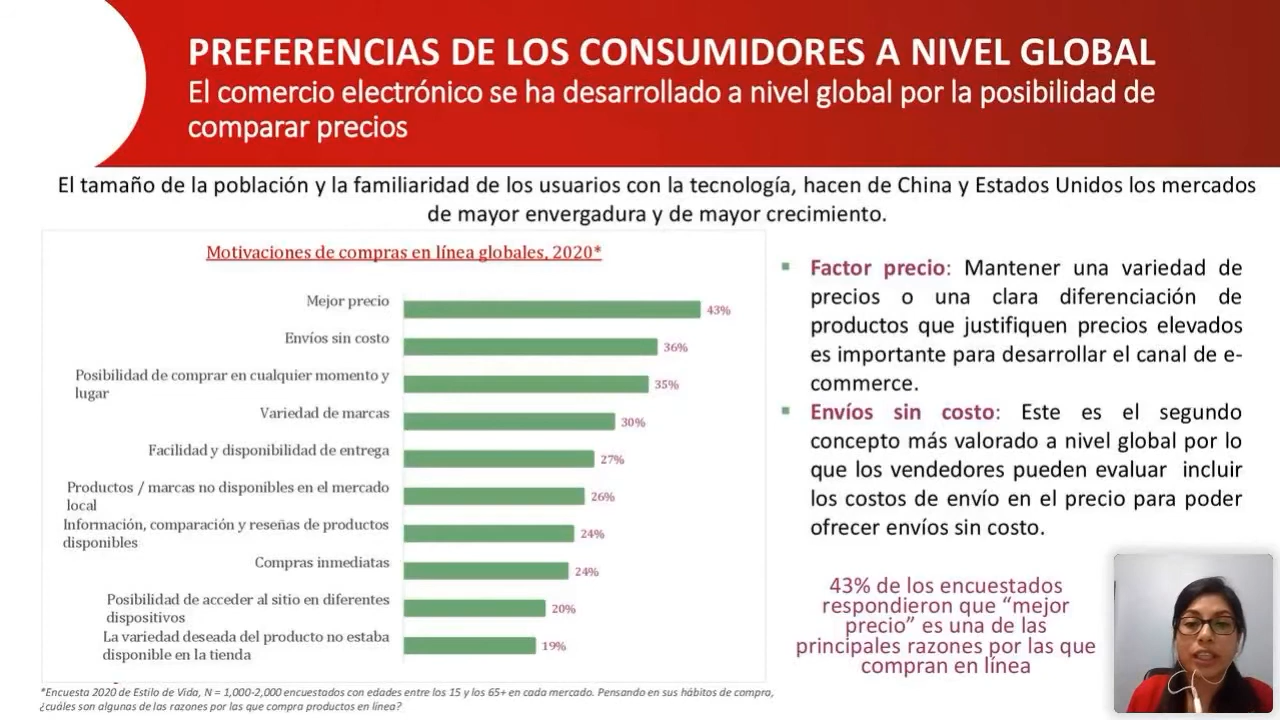 PREFERENCIAS DE LOS CONSUMIDORES A NIVEL GLOBAL
El comercio electrónico se ha desarrollado a nivel global por la posibilidad de
comparar precios
El tamaño de la población y la familiaridad de los usuarios con la tecnología, hacen de China y Estados Unidos los mercados
de mayor envergadura y de mayor crecimiento.
Motivaciones de compras en línea globales, 2020*
Mejor precio
43%
Envíos sin costo
36%
Posibilidad de comprar en cualquier momento y
lugar
35%
Variedad de marcas
30%
Facilidad y disponibilidad de entrega
27%
Productos / marcas no disponibles en el mercado
local
26%
Información, comparación y reseñas de productos
disponibles
24%
Compras inmediatas
24%
Posibilidad de acceder al sitio en diferentes
dispositivos
20%
La variedad deseada del producto no estaba
disponible en la tienda
19%
*Encuesta 2020 de Estilo de Vida, N = 1,000-2,000 encuestados con edades entre los 15 y los 65+ en cada mercado. Pensando en sus hábitos de compra,
¿cuáles son algunas de las razones por las que compra productos en línea?
Factor precio: Mantener una variedad de
precios o una clara diferenciación de
productos que justifiquen precios elevados
es importante para desarrollar el canal de e-
commerce.
Envíos sin costo: Este es el segundo
concepto más valorado a nivel global por lo
que los vendedores pueden evaluar incluir
los costos de envío en el precio para poder
ofrecer envíos sin costo.
43% de los encuestados
respondieron que “mejor
precio” es una de las
principales razones por las que
compran en línea